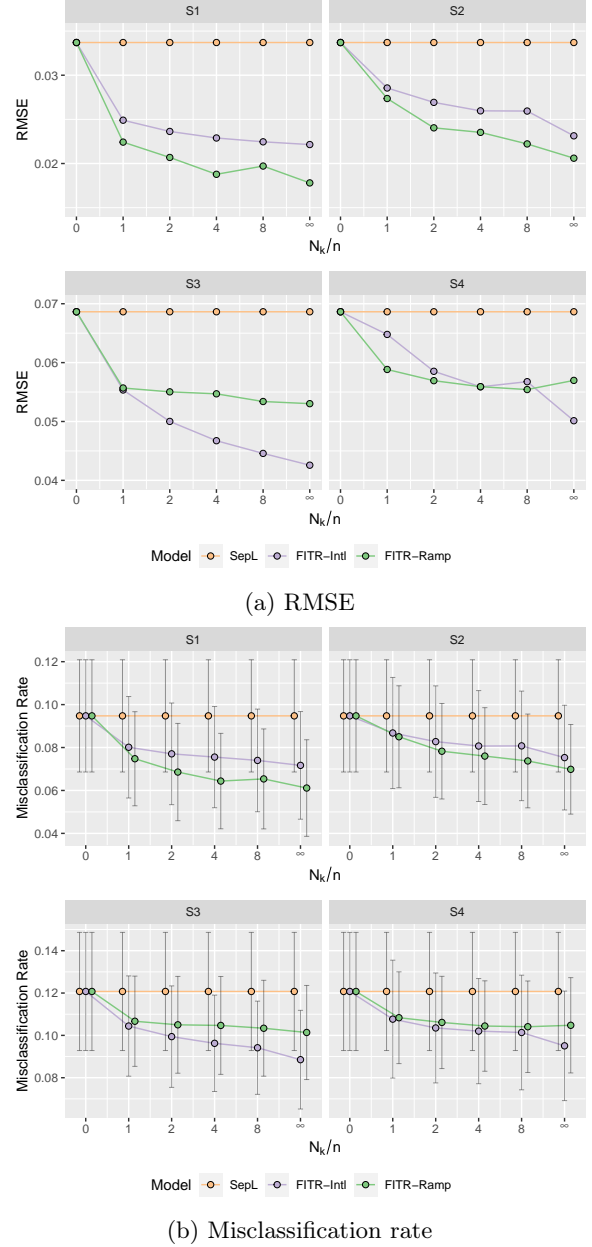 S1 S2
RMSE
0.03
0.02
0 1 2 4 8 ∞ 0 1 2 4 8 ∞
Nk/n
S3 S4
RMSE
0.07
0.06
0.05
0.04
0 1 2 4 8 ∞ 0 1 2 4 8 ∞
Nk/n
Model SepL FITR−Intl FITR−Ramp
(a) RMSE
S1 S2
Misclassification Rate
0.12
0.10
0.08
0.06
0.04
0 1 2 4 8 ∞ 0 1 2 4 8 ∞
Nk/n
S3 S4
Misclassification Rate
0.14
0.12
0.10
0.08
0 1 2 4 8 ∞ 0 1 2 4 8 ∞
Nk/n
Model SepL FITR−Intl FITR−Ramp
(b) Misclassification rate